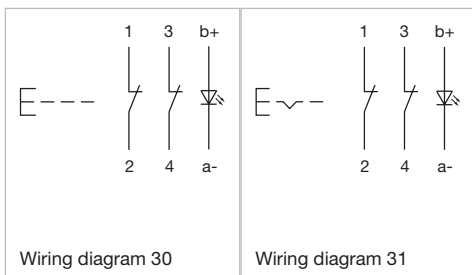 1 3 b+
2 4 a-
Wiring diagram 30
1 3 b+
2 4 a-
Wiring diagram 31